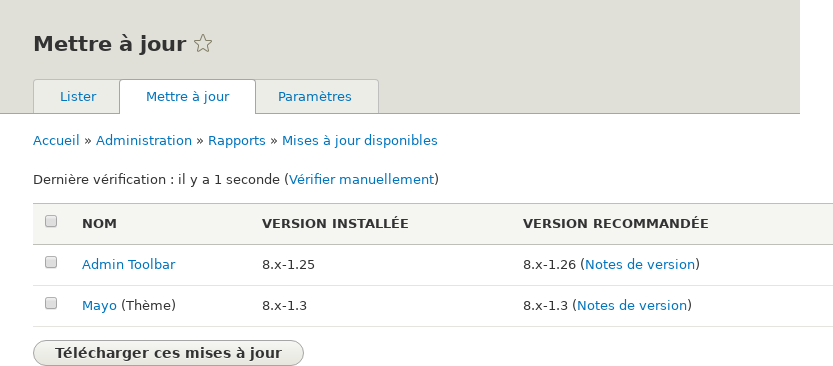 Mettre à jour
Lister Mettre à jour Paramètres
Accueil » Administration » Rapports » Mises à jour disponibles
Dernière vérification : il y a 1 seconde (Vérifier manuellement)
NOM VERSION INSTALLÉE VERSION RECOMMANDÉE
Admin Toolbar 8.x-1.25 8.x-1.26 (Notes de version)
Mayo (Thème) 8.x-1.3 8.x-1.3 (Notes de version)
Télécharger ces mises à jour